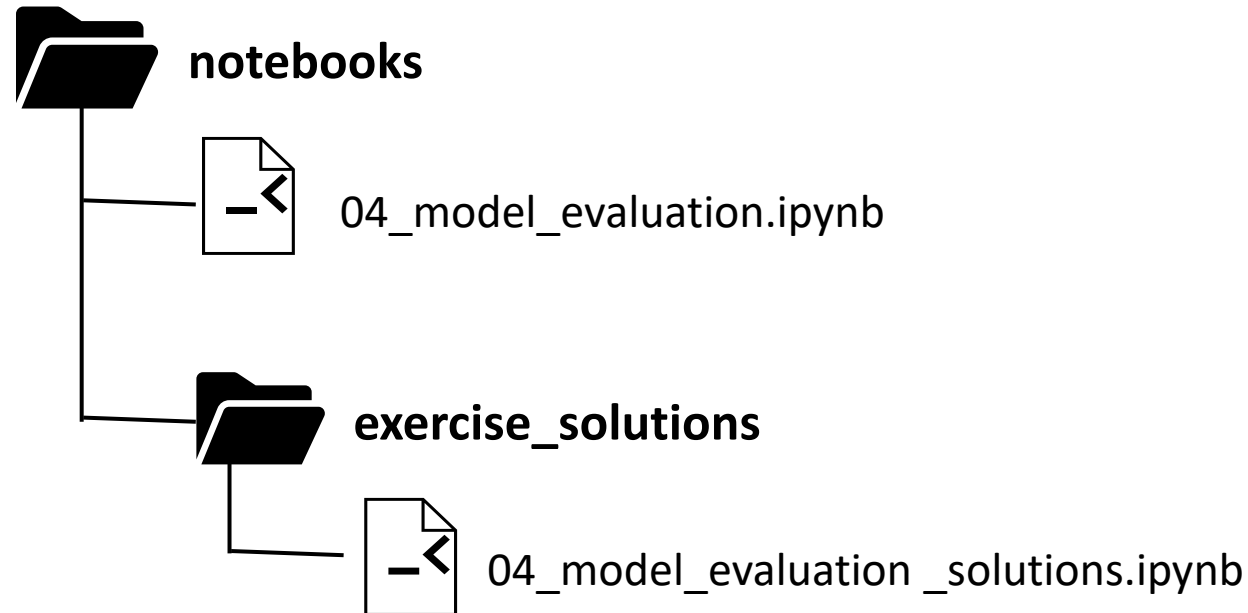 notebooks
04_model_evaluation.ipynb
exercise_solutions
04_model_evaluation _solutions.ipynb